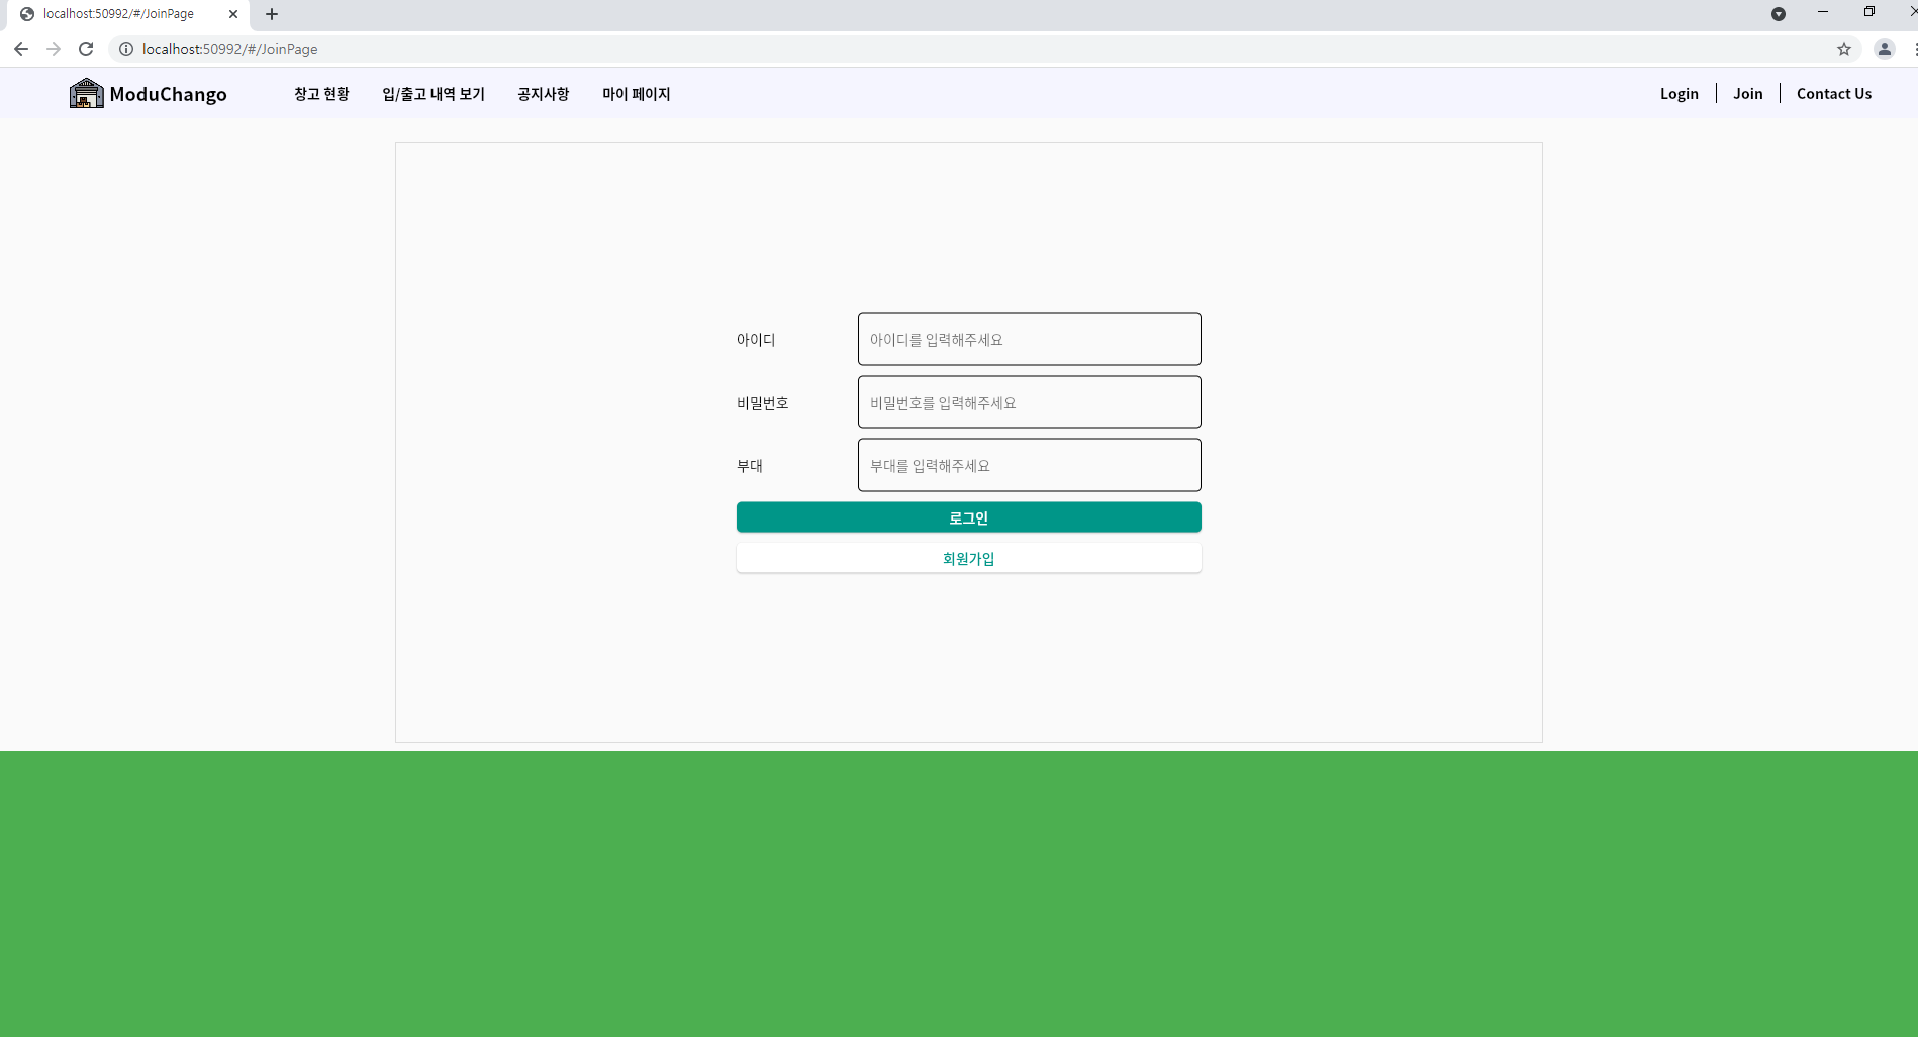 localhost:50992/#/JoinPage
localhost:50992/#/JoinPage
ModuChango 창고 현황 입/출고 내역 보기 공지사항 마이 페이지 Login Join Contact Us
아이디 아이디를 입력해주세요
비밀번호 비밀번호를 입력해주세요
부대 부대를 입력해주세요
로그인
회원가입